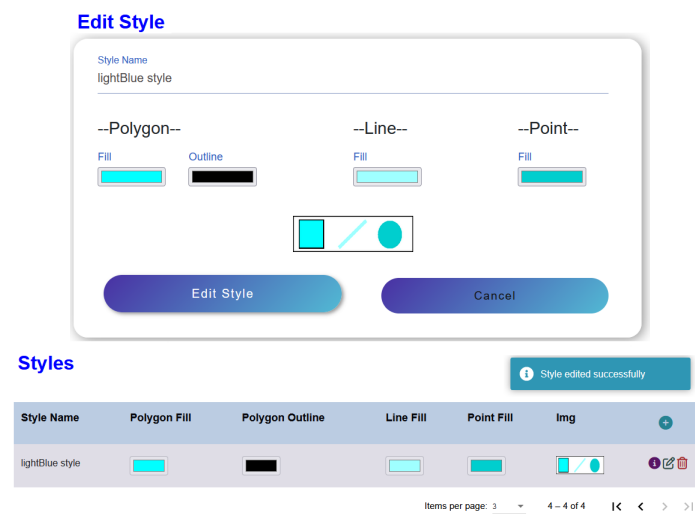 Edit Style
Style Name
lightBlue style
--Polygon-- --Line-- --Point--
Fill Outline Fill Fill
Edit Style Cancel
Styles
Style edited successfully
Style Name Polygon Fill Polygon Outline Line Fill Point Fill Img
lightBlue style
Items per page: 3 4 – 4 of 4